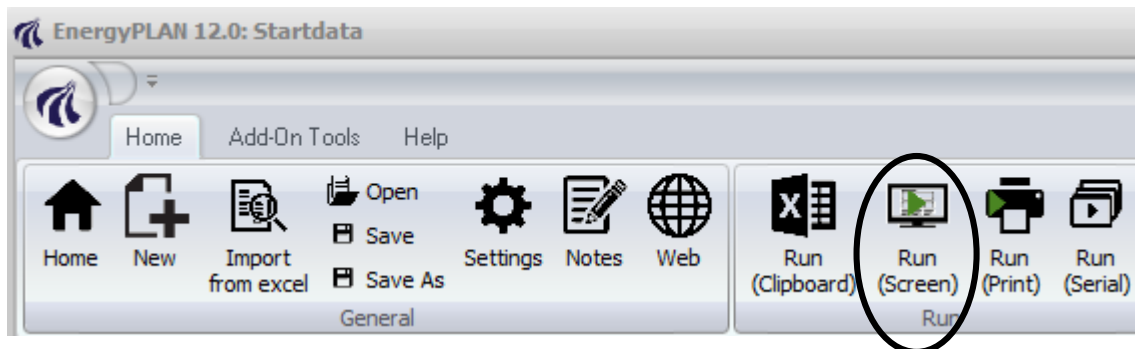 EnergyPLAN 12.0: Startdata
Home Add-On Tools Help
Home
New
Import
from excel
Open
Save
Save As
Settings
Notes
Web
General
Run
(Clipboard)
Run
(Screen)
Run
(Print)
Run
(Serial)
Run